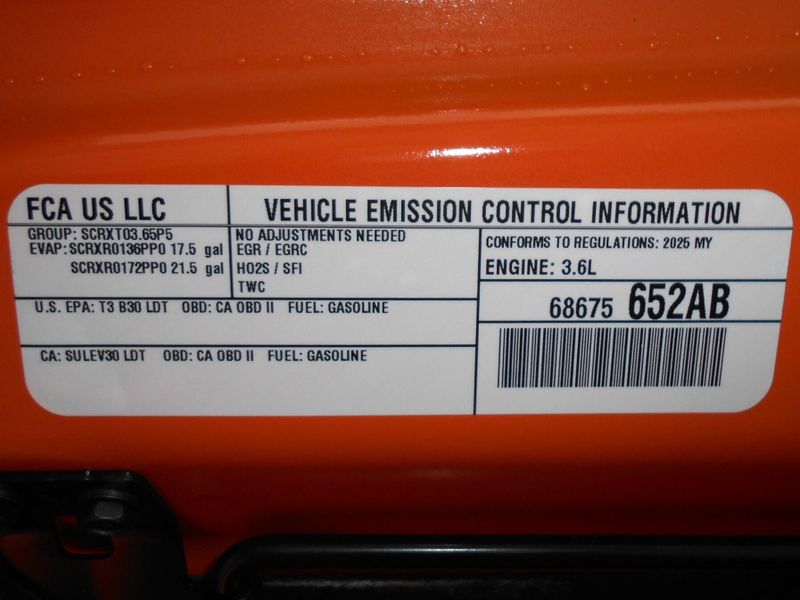 FCA US LLC
VEHICLE EMISSION CONTROL INFORMATION
GROUP: SCRXT03.65P5
EVAP: SCRXR0136PP0 17.5 gal
SCRXR0172PP0 21.5 gal
NO ADJUSTMENTS NEEDED
EGR / EGRC
HO2S / SFI
TWC
CONFORMS TO REGULATIONS: 2025 MY
ENGINE: 3.6L
U.S. EPA: T3 B30 LDT OBD: CA OBD II FUEL: GASOLINE
68675 652AB
CA: SULEV30 LDT OBD: CA OBD II FUEL: GASOLINE